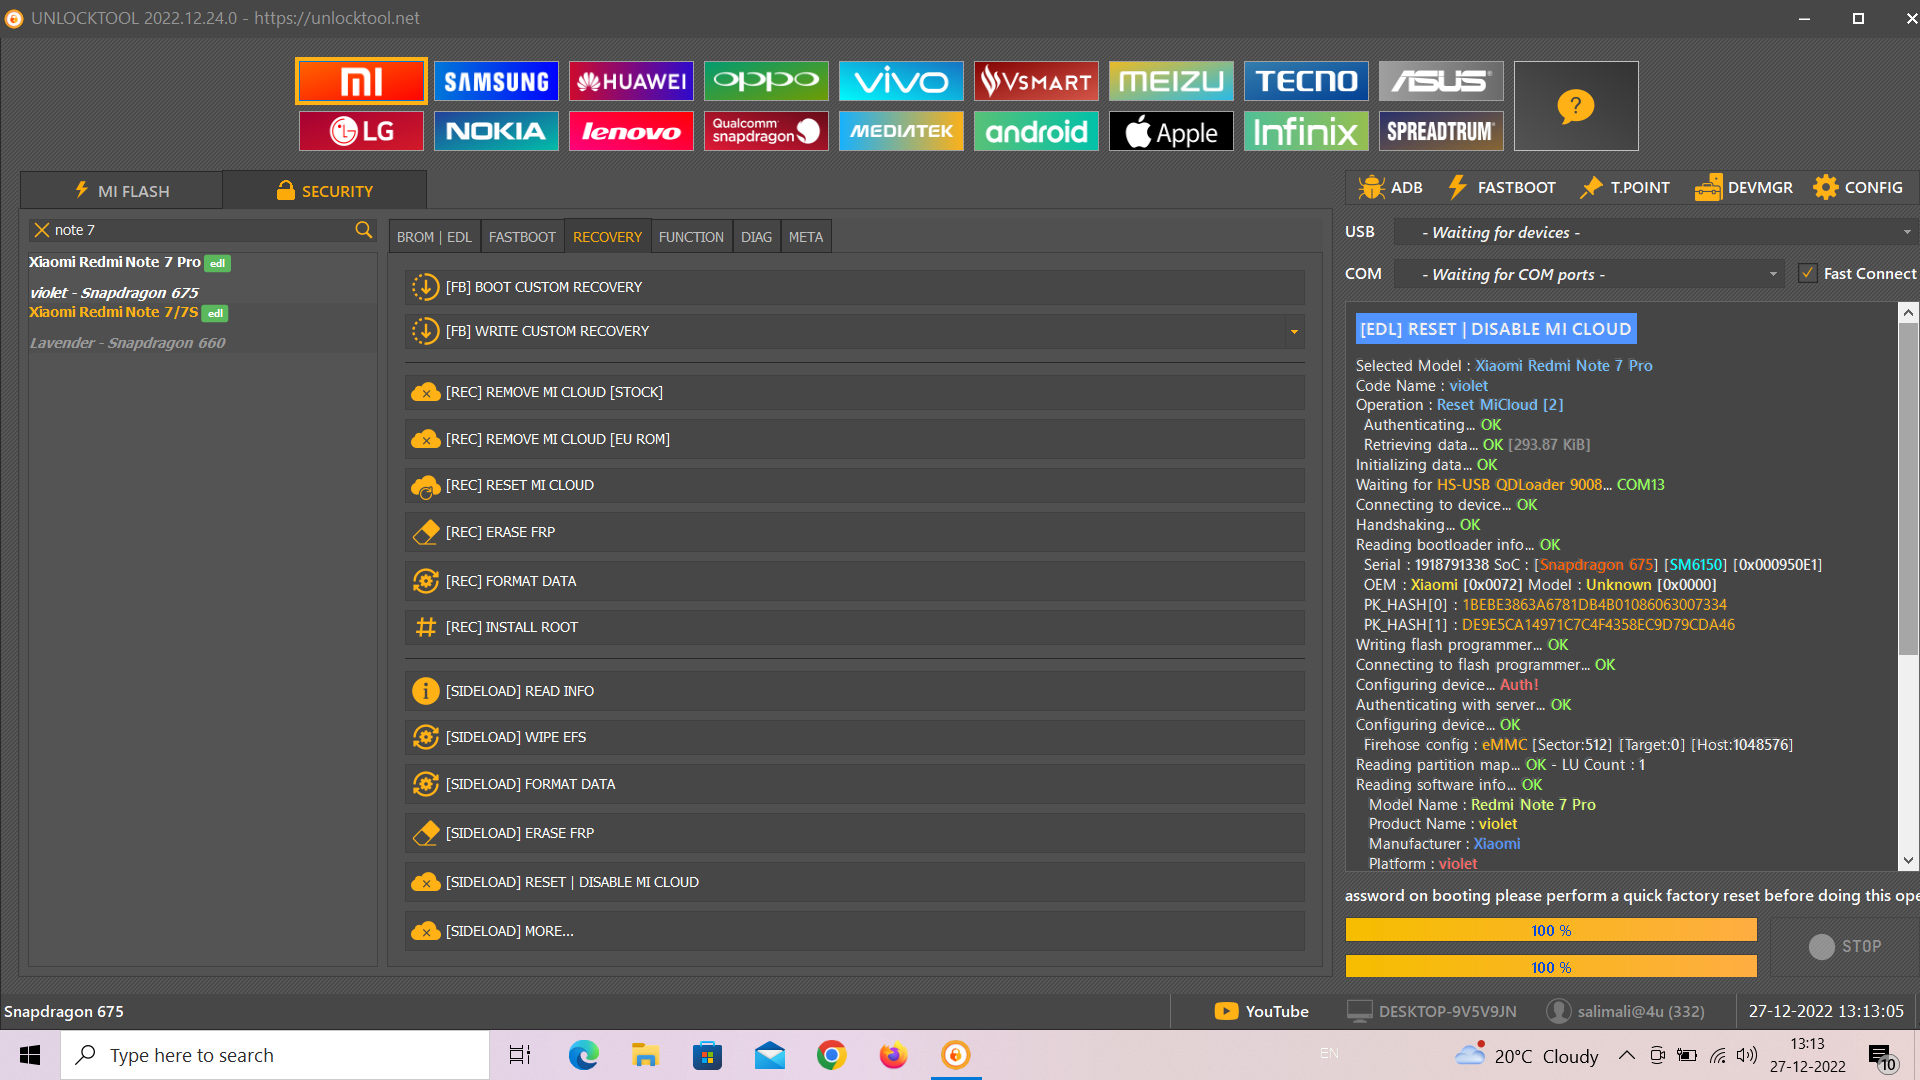 UNLOCKTOOL 2022.12.24.0 - https://unlocktool.net
MI SAMSUNG HUAWEI OPPO vivo VSMART MEIZU TECNO ASUS
LG NOKIA lenovo Qualcomm snapdragon MEDIATEK android Apple Infinix SPREADTRUM
?
MI FLASH SECURITY
ADB FASTBOOT T.POINT DEVMGR CONFIG
note 7
Xiaomi Redmi Note 7 Pro edl
violet - Snapdragon 675
Xiaomi Redmi Note 7/7S edl
Lavender - Snapdragon 660
BROM | EDL FASTBOOT RECOVERY FUNCTION DIAG META
[FB] BOOT CUSTOM RECOVERY
[FB] WRITE CUSTOM RECOVERY
[REC] REMOVE MI CLOUD [STOCK]
[REC] REMOVE MI CLOUD [EU ROM]
[REC] RESET MI CLOUD
[REC] ERASE FRP
[REC] FORMAT DATA
[REC] INSTALL ROOT
[SIDELOAD] READ INFO
[SIDELOAD] WIPE EFS
[SIDELOAD] FORMAT DATA
[SIDELOAD] ERASE FRP
[SIDELOAD] RESET | DISABLE MI CLOUD
[SIDELOAD] MORE...
USB - Waiting for devices -
COM - Waiting for COM ports - Fast Connect
[EDL] RESET | DISABLE MI CLOUD
Selected Model : Xiaomi Redmi Note 7 Pro
Code Name : violet
Operation : Reset MiCloud [2]
Authenticating... OK
Retrieving data... OK [293.87 KiB]
Initializing data... OK
Waiting for HS-USB QDLoader 9008... COM13
Connecting to device... OK
Handshaking... OK
Reading bootloader info... OK
Serial : 1918791338 SoC : [Snapdragon 675] [SM6150] [0x000950E1]
OEM : Xiaomi [0x0072] Model : Unknown [0x0000]
PK_HASH[0] : 1BEBE3863A6781DB4B01086063007334
PK_HASH[1] : DE9E5CA14971C7C4F4358EC9D79CDA46
Writing flash programmer... OK
Connecting to flash programmer... OK
Configuring device... Auth!
Authenticating with server... OK
Configuring device... OK
Firehose config : eMMC [Sector:512] [Target:0] [Host:1048576]
Reading partition map... OK - LU Count : 1
Reading software info... OK
Model Name : Redmi Note 7 Pro
Product Name : violet
Manufacturer : Xiaomi
Platform : violet
assword on booting please perform a quick factory reset before doing this ope
100 %
100 %
STOP
Snapdragon 675
YouTube DESKTOP-9V5V9JN salimali@4u (332) 27-12-2022 13:13:05
Type here to search
EN
20°C Cloudy
13:13
27-12-2022
10